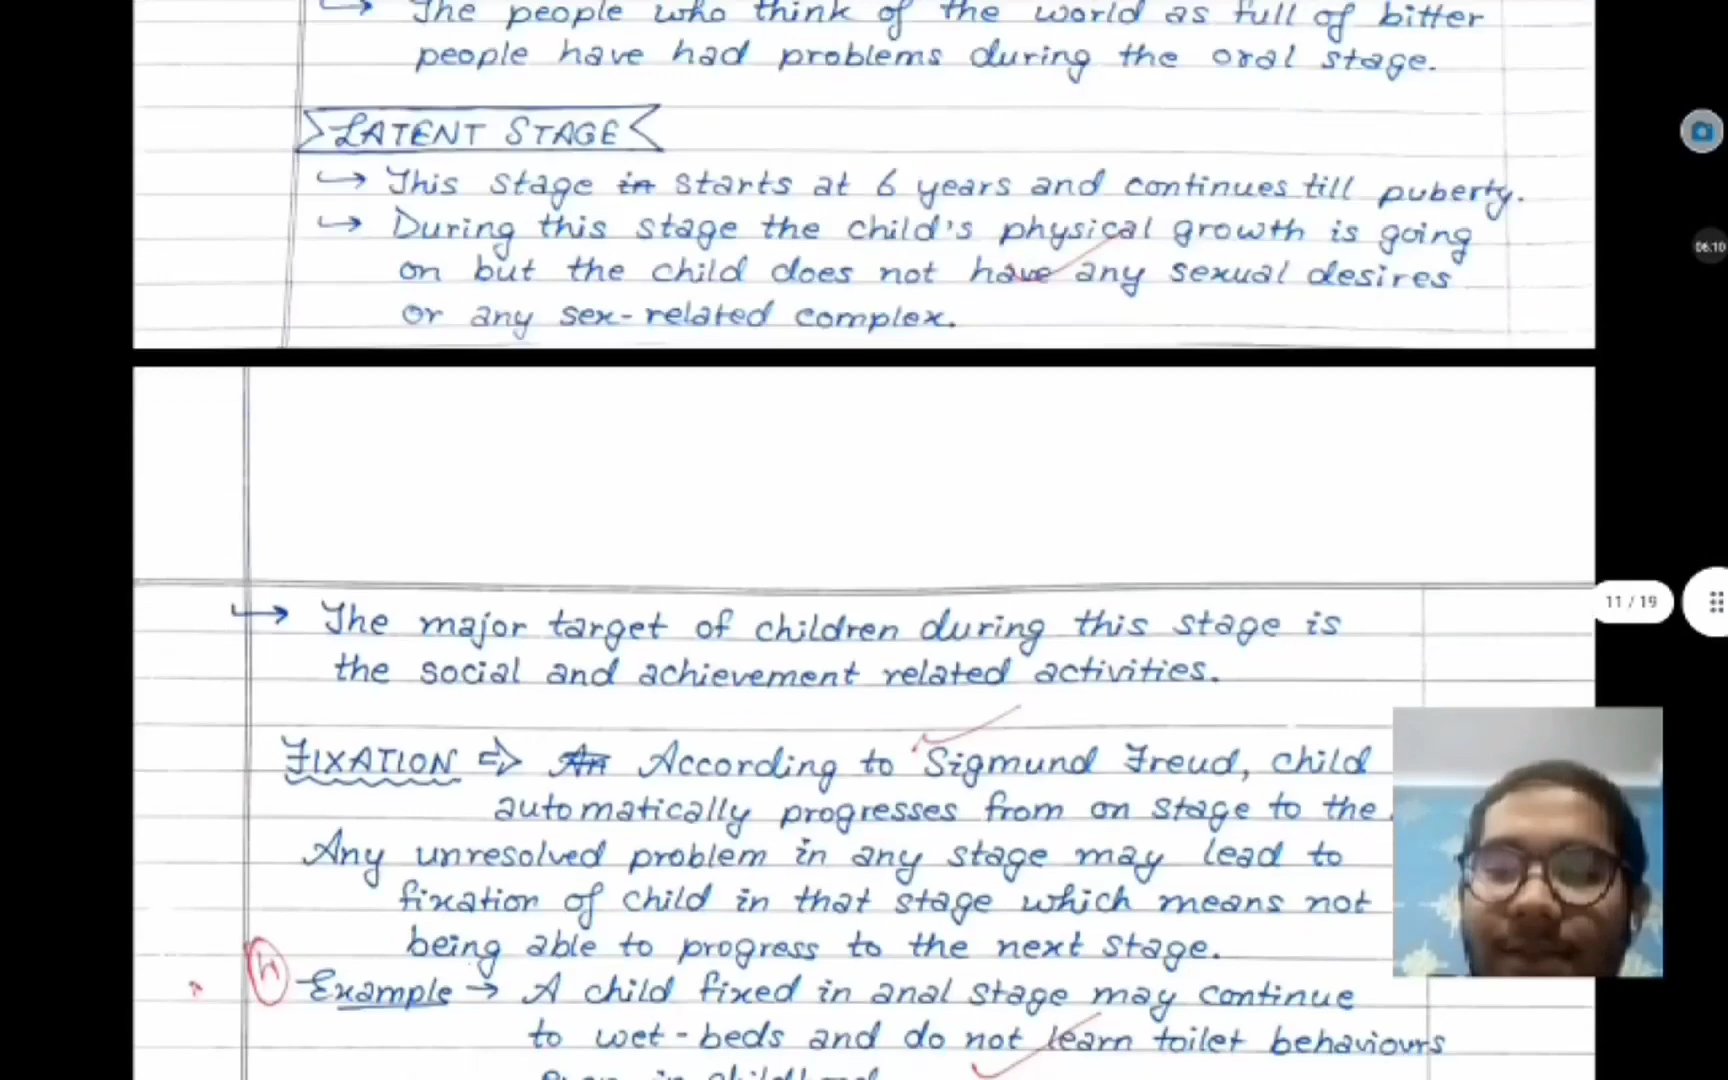 The people who think of the world as full of bitter
people have had problems during the oral stage.
LATENT STAGE
↪ This stage in starts at 6 years and continues till puberty.
↪ During this stage the child's physical growth is going
on but the child does not have any sexual desires
or any sex-related complex.
06:10
11 / 19
↪ The major target of children during this stage is
the social and achievement related activities.
FIXATION ⇒ An According to Sigmund Freud, child
automatically progresses from on stage to the
Any unresolved problem in any stage may lead to
fixation of child in that stage which means not
being able to progress to the next stage.
Example → A child fixed in anal stage may continue
to wet-beds and do not learn toilet behaviours